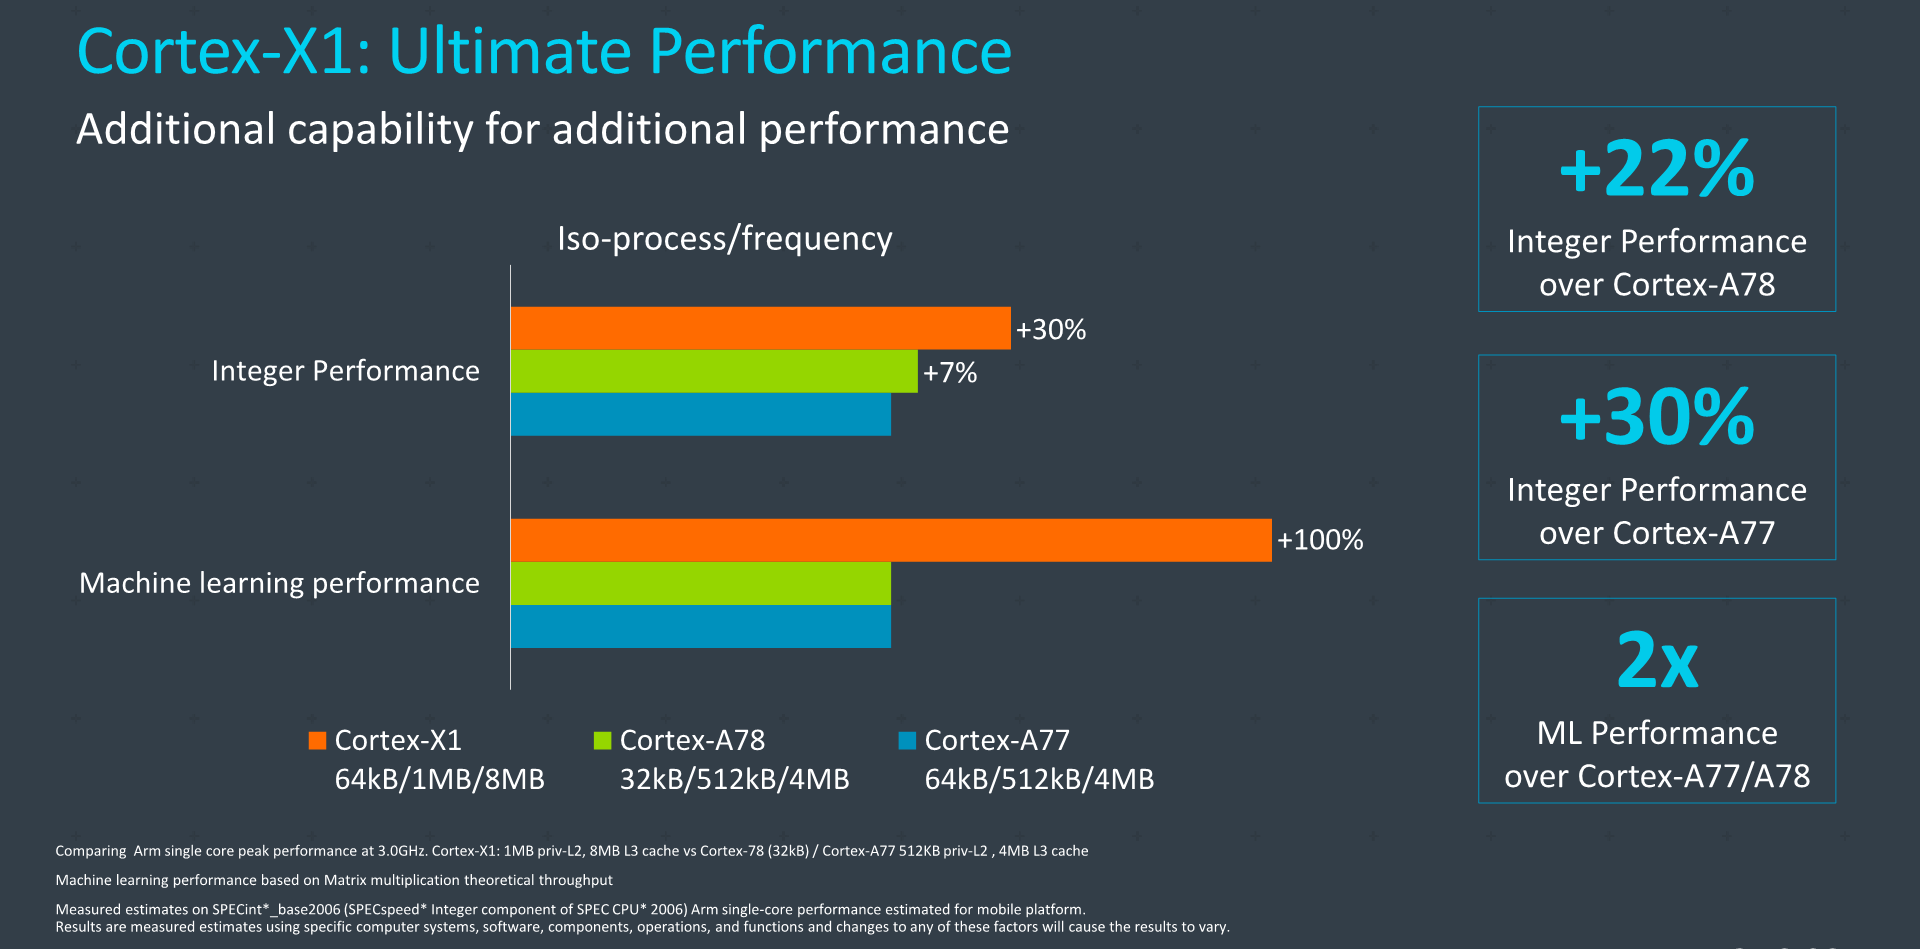 Cortex-X1: Ultimate Performance
Additional capability for additional performance
Iso-process/frequency
Integer Performance
+30%
+7%
Machine learning performance
+100%
Cortex-X1
64kB/1MB/8MB
Cortex-A78
32kB/512kB/4MB
Cortex-A77
64kB/512kB/4MB
+22%
Integer Performance
over Cortex-A78
+30%
Integer Performance
over Cortex-A77
2x
ML Performance
over Cortex-A77/A78
Comparing Arm single core peak performance at 3.0GHz. Cortex-X1: 1MB priv-L2, 8MB L3 cache vs Cortex-78 (32kB) / Cortex-A77 512KB priv-L2 , 4MB L3 cache
Machine learning performance based on Matrix multiplication theoretical throughput
Measured estimates on SPECint*_base2006 (SPECspeed* Integer component of SPEC CPU* 2006) Arm single-core performance estimated for mobile platform.
Results are measured estimates using specific computer systems, software, components, operations, and functions and changes to any of these factors will cause the results to vary.